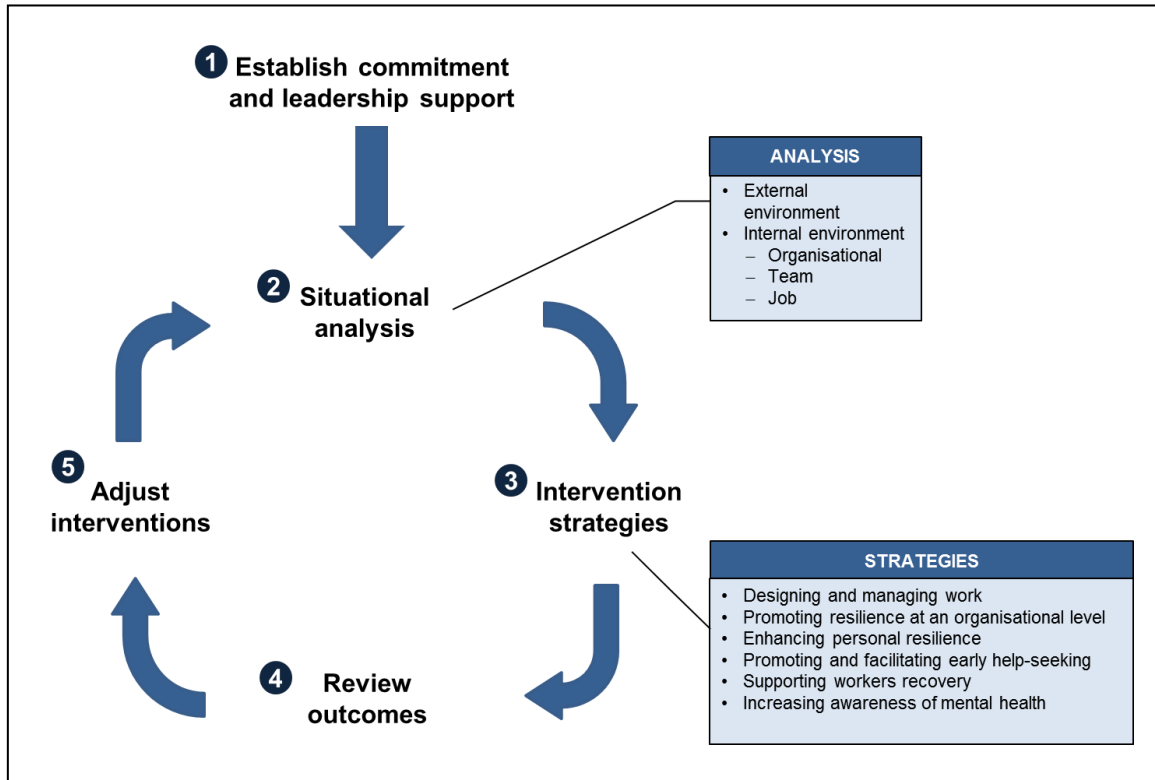 1 Establish commitment
and leadership support
ANALYSIS
• External
environment
• Internal environment
– Organisational
– Team
– Job
2 Situational
analysis
3 Intervention
strategies
STRATEGIES
• Designing and managing work
• Promoting resilience at an organisational level
• Enhancing personal resilience
• Promoting and facilitating early help-seeking
• Supporting workers recovery
• Increasing awareness of mental health
4 Review
outcomes
5 Adjust
interventions